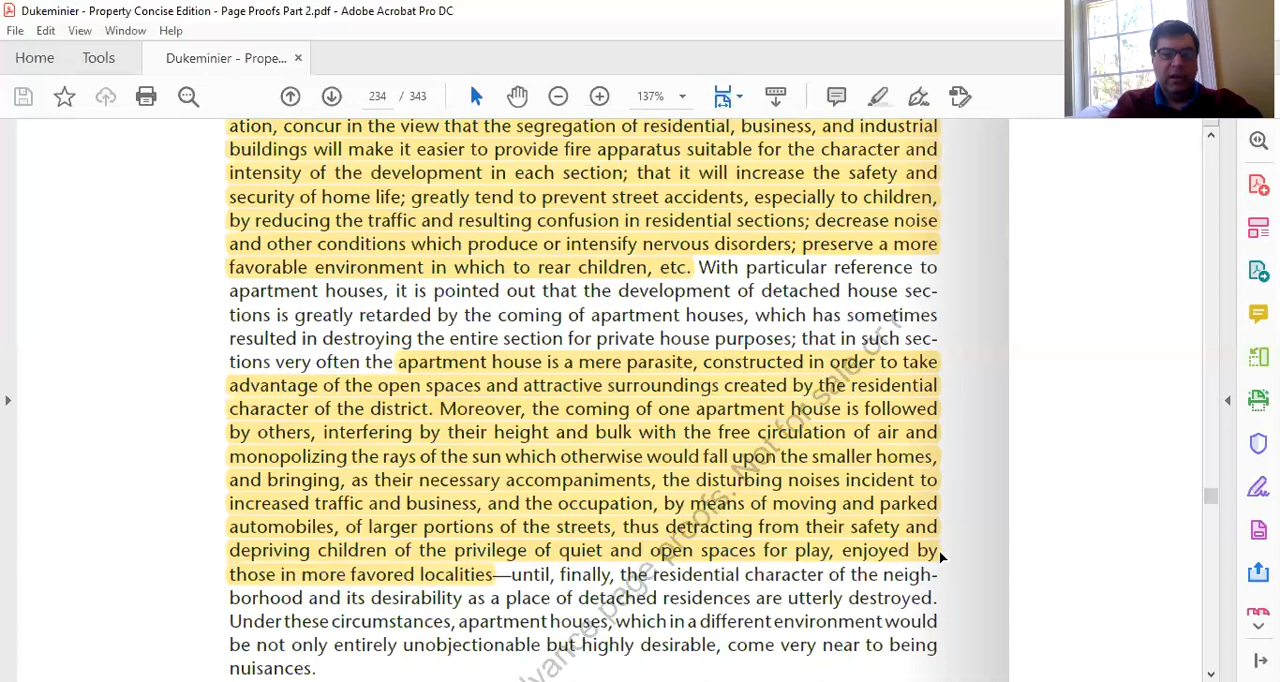 Dukeminier - Property Concise Edition - Page Proofs Part 2.pdf - Adobe Acrobat Pro DC
File Edit View Window Help
Home Tools Dukeminier - Prope... ×
234 / 343 137%
ation, concur in the view that the segregation of residential, business, and industrial
buildings will make it easier to provide fire apparatus suitable for the character and
intensity of the development in each section; that it will increase the safety and
security of home life; greatly tend to prevent street accidents, especially to children,
by reducing the traffic and resulting confusion in residential sections; decrease noise
and other conditions which produce or intensify nervous disorders; preserve a more
favorable environment in which to rear children, etc. With particular reference to
apartment houses, it is pointed out that the development of detached house sec-
tions is greatly retarded by the coming of apartment houses, which has sometimes
resulted in destroying the entire section for private house purposes; that in such sec-
tions very often the apartment house is a mere parasite, constructed in order to take
advantage of the open spaces and attractive surroundings created by the residential
character of the district. Moreover, the coming of one apartment house is followed
by others, interfering by their height and bulk with the free circulation of air and
monopolizing the rays of the sun which otherwise would fall upon the smaller homes,
and bringing, as their necessary accompaniments, the disturbing noises incident to
increased traffic and business, and the occupation, by means of moving and parked
automobiles, of larger portions of the streets, thus detracting from their safety and
depriving children of the privilege of quiet and open spaces for play, enjoyed by
those in more favored localities—until, finally, the residential character of the neigh-
borhood and its desirability as a place of detached residences are utterly destroyed.
Under these circumstances, apartment houses, which in a different environment would
be not only entirely unobjectionable but highly desirable, come very near to being
nuisances.
page proofs. Not for sale or